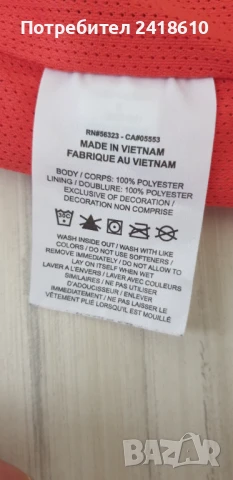 Потребител 2418610
RN#56323 - CA#05553
MADE IN VIETNAM
FABRIQUE AU VIETNAM
BODY / CORPS: 100% POLYESTER
LINING / DOUBLURE: 100% POLYESTER
EXCLUSIVE OF DECORATION /
DECORATION NON COMPRISE
WASH INSIDE OUT / WASH WITH LIKE
COLORS / DO NOT USE SOFTENERS /
REMOVE IMMEDIATELY / DO NOT ALLOW TO
LAY ON ITSELF WHEN WET
LAVER A L'ENVERS / LAVER AVEC COULEURS
SIMILAIRES / NE PAS UTILISER
D'ADOUCISSEUR / ENLEVER
IMMÉDIATEMENT / NE PAS LAISSER LE
VÊTEMENT PLIÉ LORSQU'IL EST MOUILLÉ
BAZAR